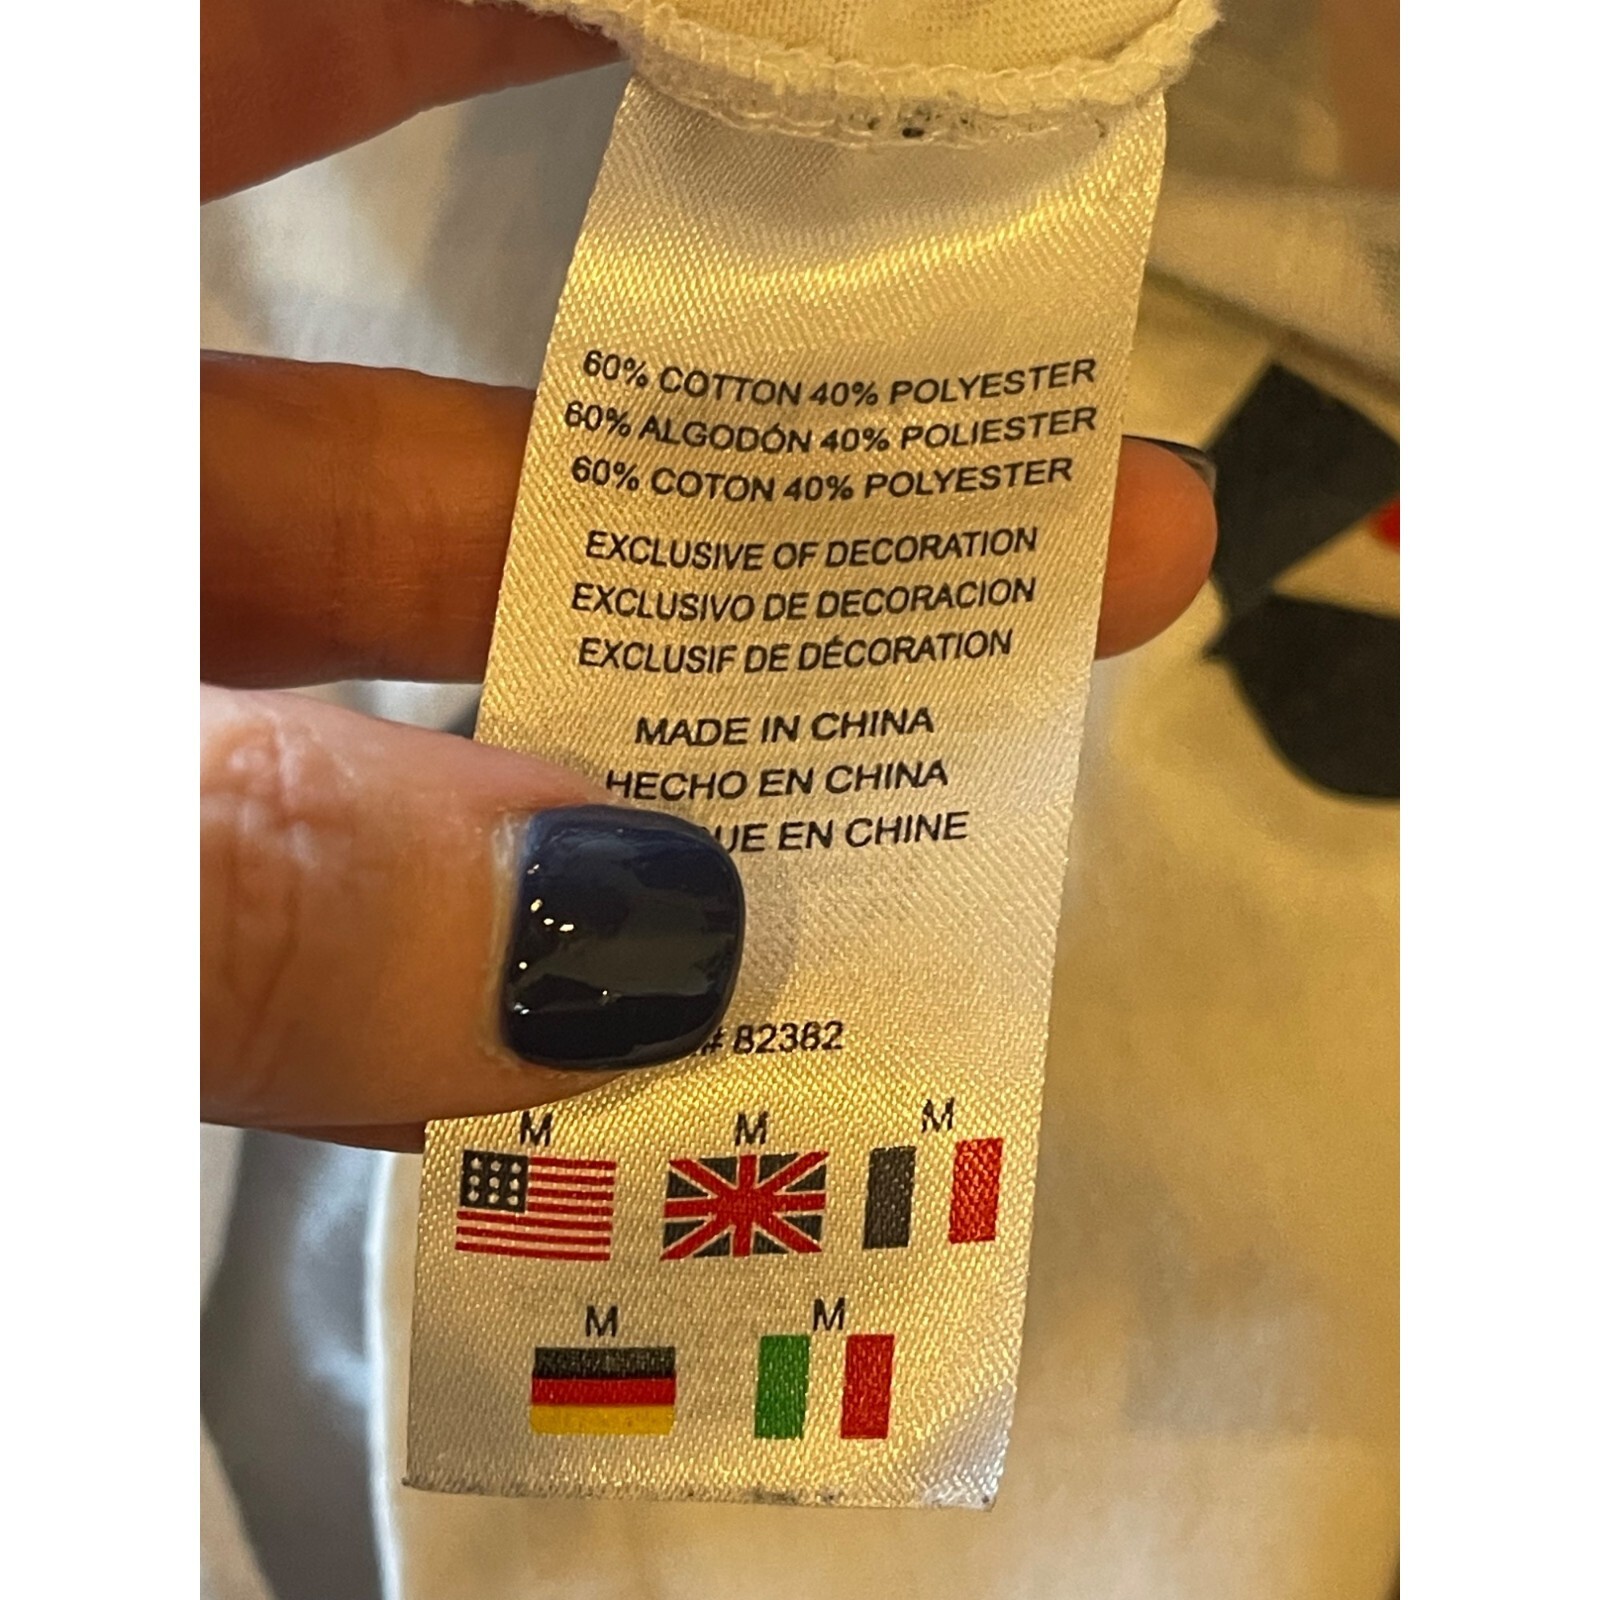 60% COTTON 40% POLYESTER
60% ALGODÓN 40% POLIESTER
60% COTON 40% POLYESTER
EXCLUSIVE OF DECORATION
EXCLUSIVO DE DECORACION
EXCLUSIF DE DÉCORATION
MADE IN CHINA
HECHO EN CHINA
EN CHINE
# 82382
M M M
M M